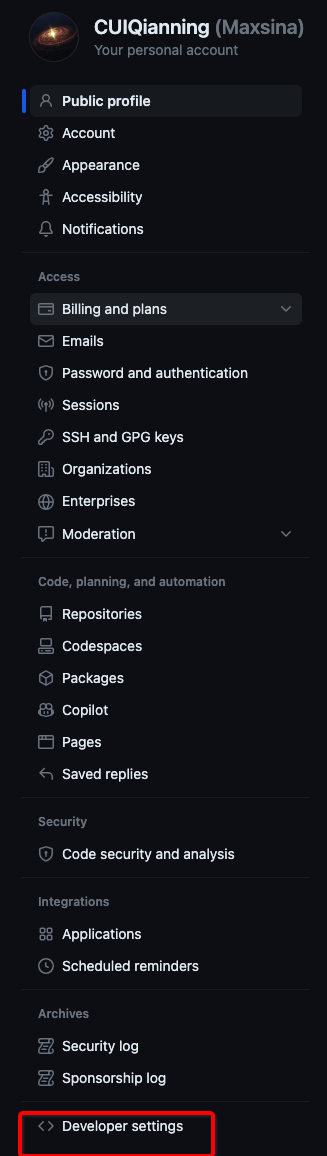 CUIQianning (Maxsina)
Your personal account
Public profile
Account
Appearance
Accessibility
Notifications
Access
Billing and plans
Emails
Password and authentication
Sessions
SSH and GPG keys
Organizations
Enterprises
Moderation
Code, planning, and automation
Repositories
Codespaces
Packages
Copilot
Pages
Saved replies
Security
Code security and analysis
Integrations
Applications
Scheduled reminders
Archives
Security log
Sponsorship log
Developer settings